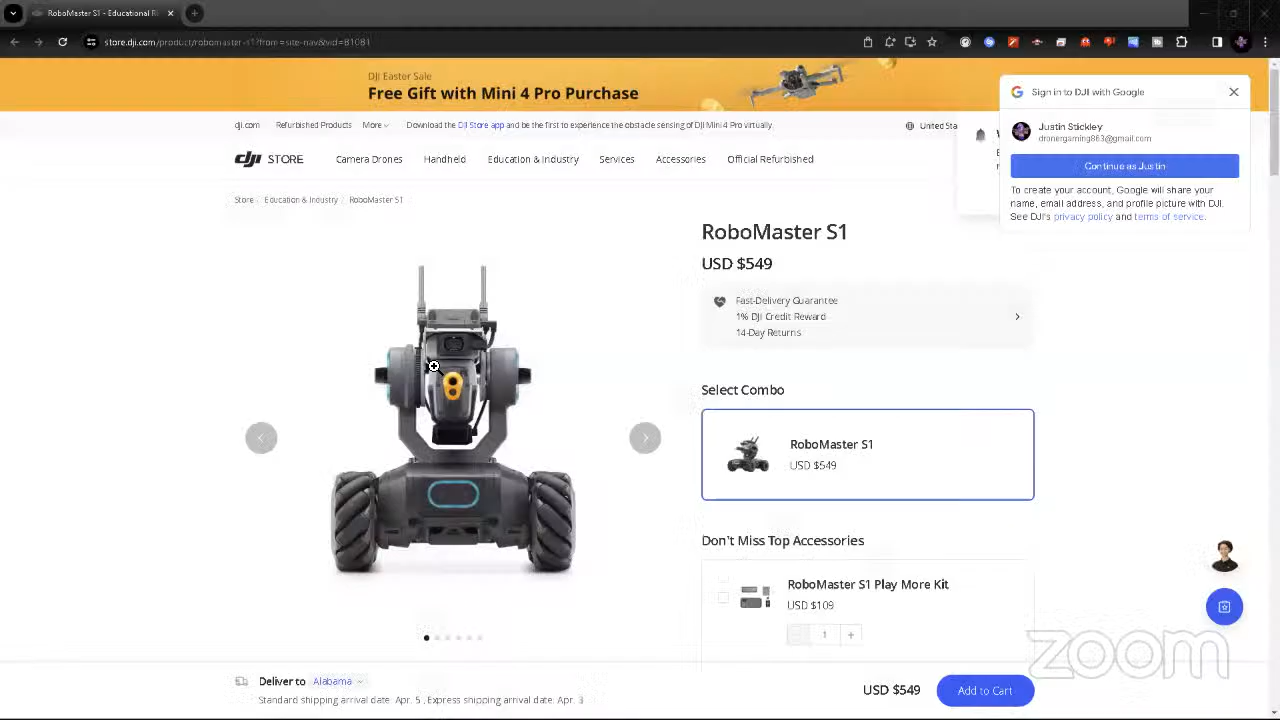 RoboMaster S1 - Educational R
store.dji.com/product/robomaster-s1?from=site-nav&vid=81081
DJI Easter Sale
Free Gift with Mini 4 Pro Purchase
Sign in to DJI with Google
Justin Stickley
dronergaming863@gmail.com
Continue as Justin
To create your account, Google will share your
name, email address, and profile picture with DJI.
See DJI's privacy policy and terms of service.
dji.com Refurbished Products More Download the DJI Store app and be the first to experience the obstacle sensing of DJI Mini 4 Pro virtually. United Sta
dji STORE Camera Drones Handheld Education & Industry Services Accessories Official Refurbished
Store / Education & Industry / RoboMaster S1
RoboMaster S1
USD $549
Fast-Delivery Guarantee
1% DJI Credit Reward
14-Day Returns
Select Combo
RoboMaster S1
USD $549
Don't Miss Top Accessories
RoboMaster S1 Play More Kit
USD $109
1 +
Deliver to Alabama
USD $549 Add to Cart
Standard shipping arrival date: Apr. 5 , Express shipping arrival date: Apr. 3
zoom